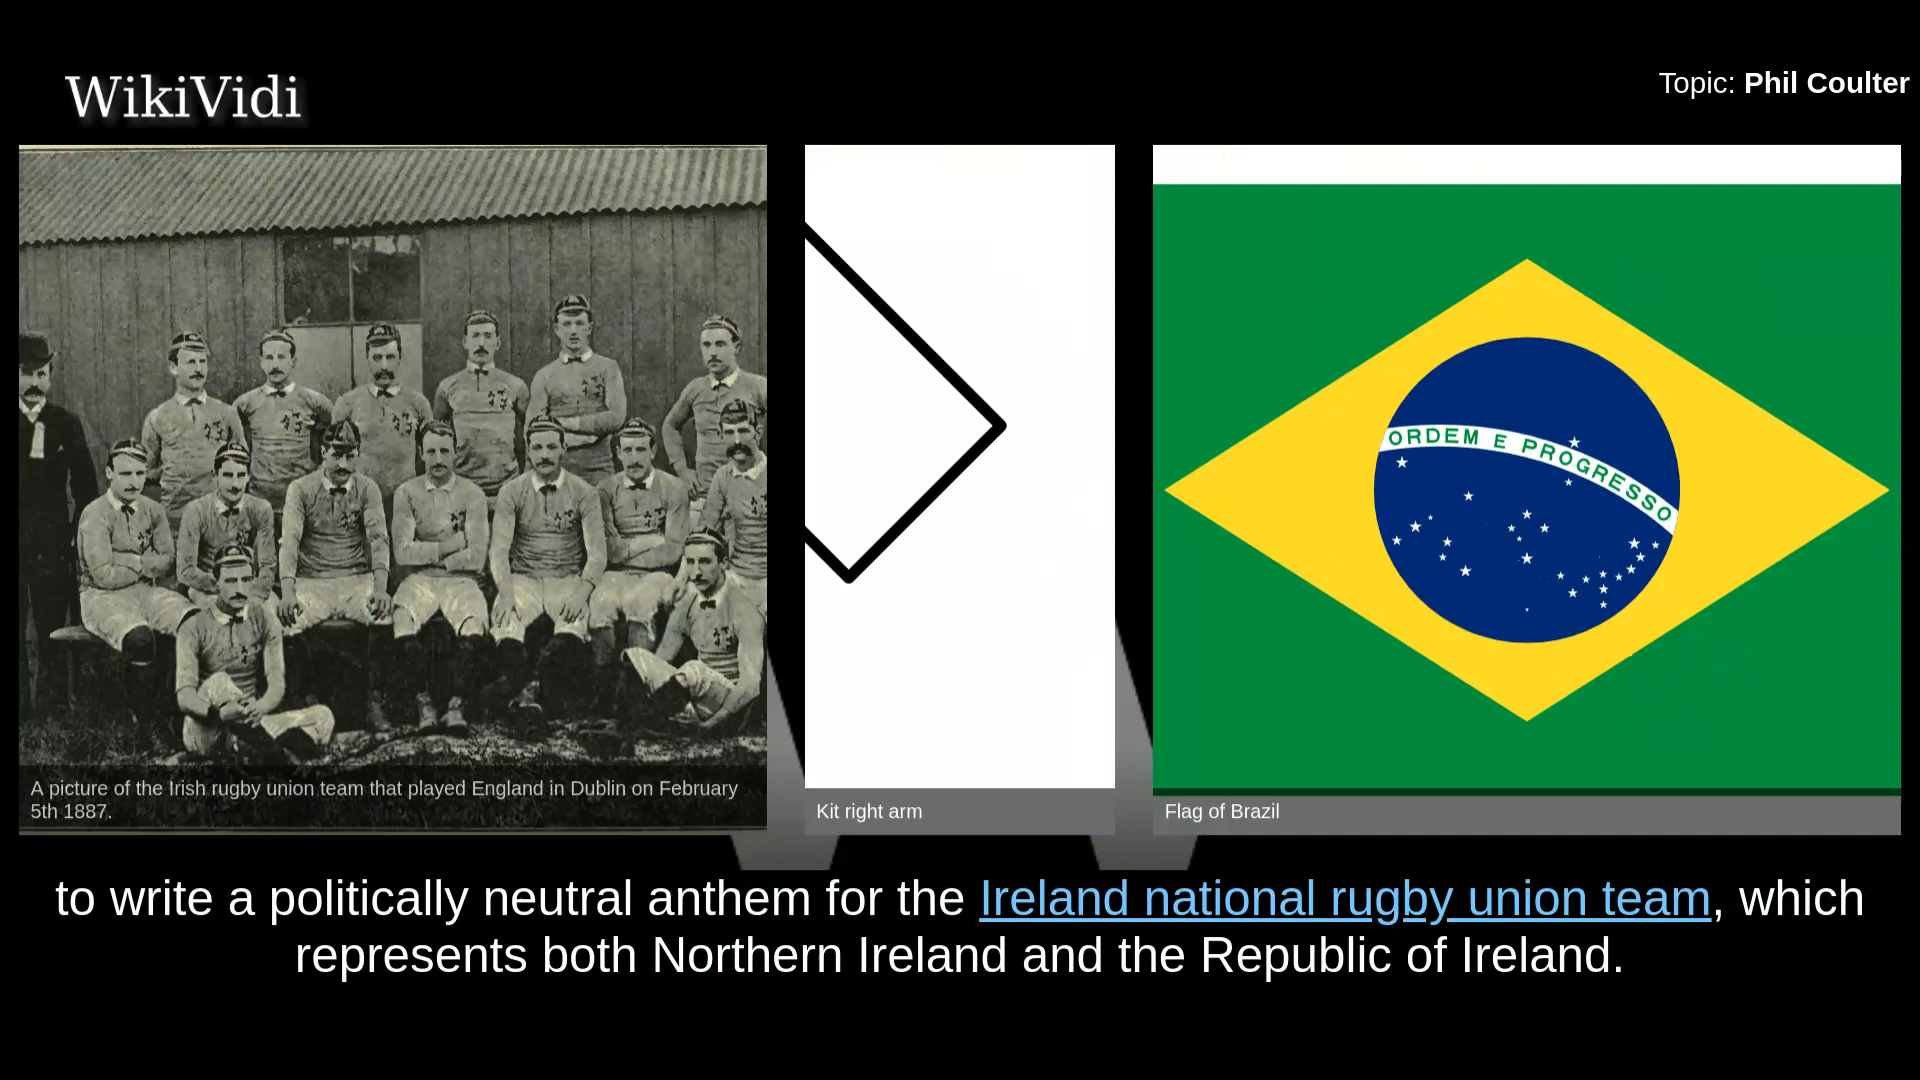 WikiVidi
Topic: Phil Coulter
A picture of the Irish rugby union team that played England in Dublin on February
5th 1887.
Kit right arm
ORDEM E PROGRESSO
Flag of Brazil
to write a politically neutral anthem for the Ireland national rugby union team, which
represents both Northern Ireland and the Republic of Ireland.